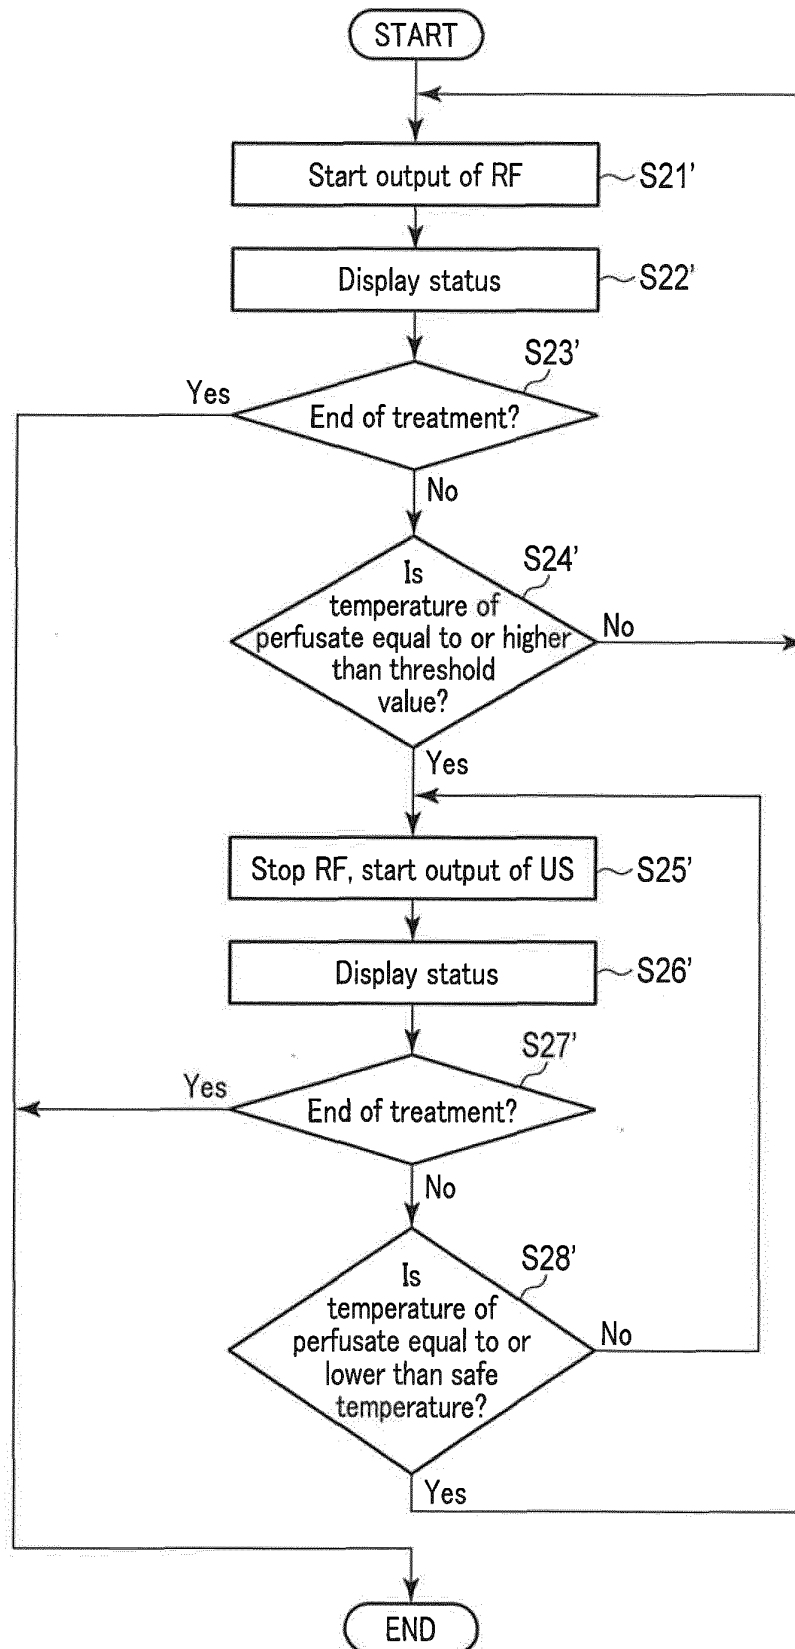 START
Start output of RF
S21'
Display status
S22'
S23'
Yes
End of treatment?
No
S24'
Is
temperature of
perfusate equal to or higher
than threshold
value?
No
Yes
Stop RF, start output of US
S25'
Display status
S26'
S27'
Yes
End of treatment?
No
S28'
Is
temperature of
perfusate equal to or
lower than safe
temperature?
No
Yes
END